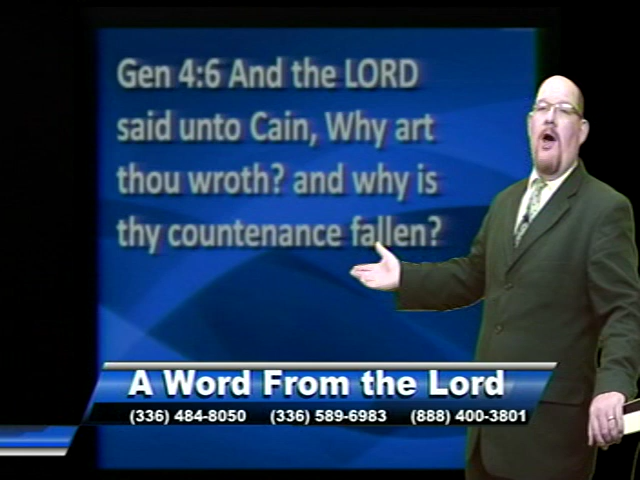 Gen 4:6 And the LORD
said unto Cain, Why art
thou wroth? and why is
thy countenance fallen?
A Word From the Lord
(336) 484-8050 (336) 589-6983 (888) 400-3801